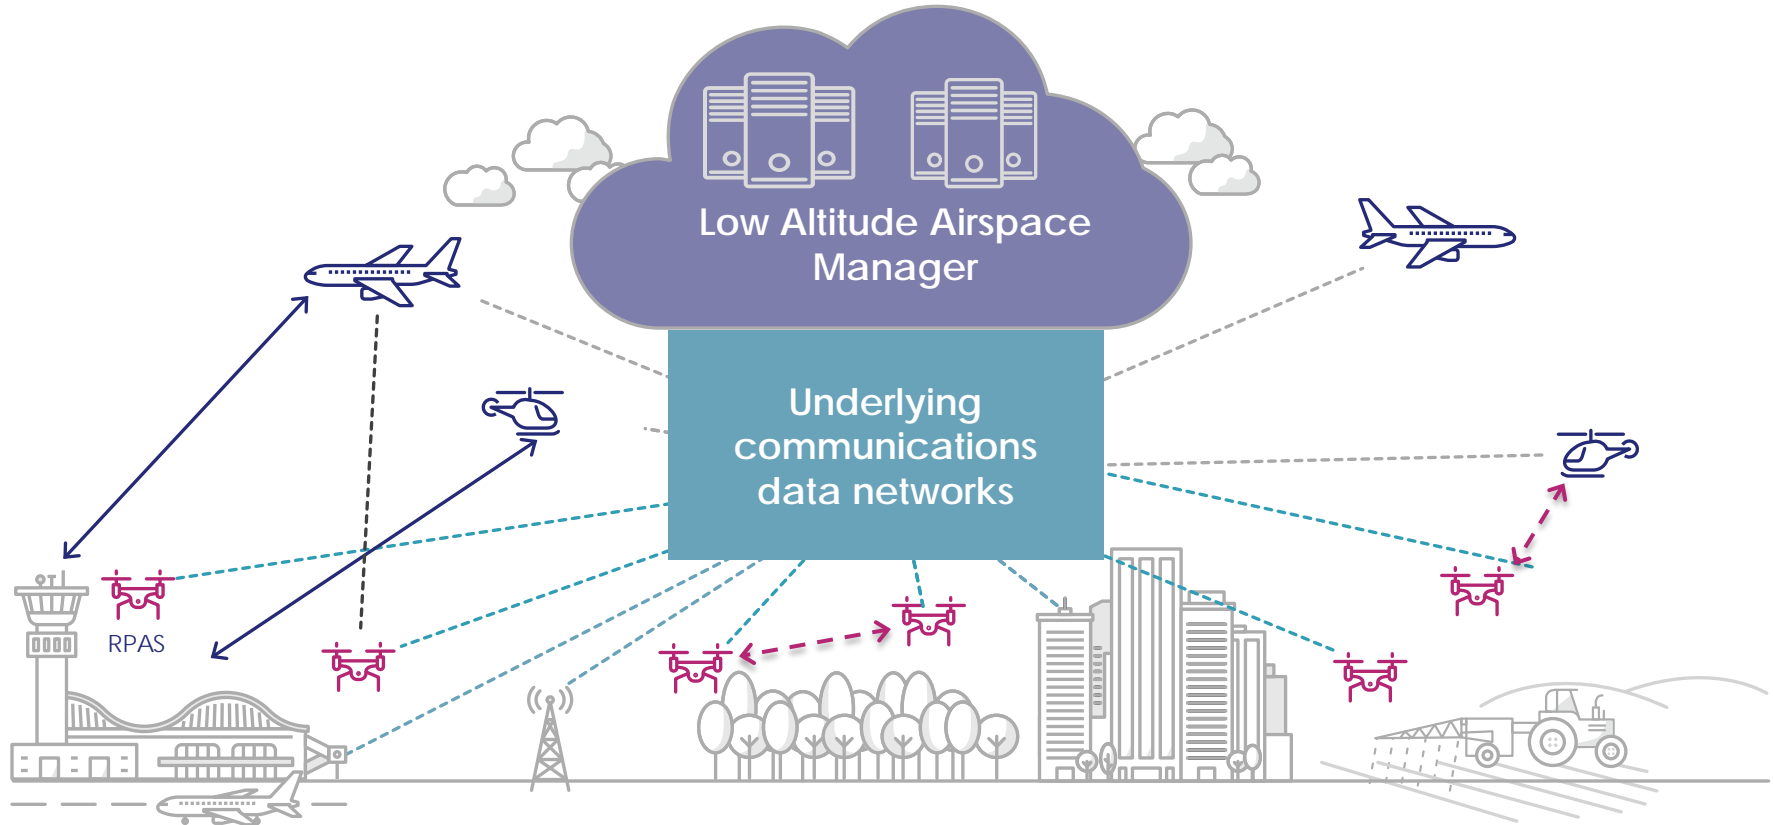 Low Altitude Airspace
Manager
Underlying
communications
data networks
RPAS